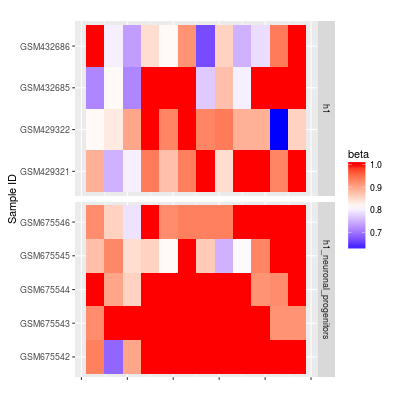 Sample ID
GSM432686
GSM432685
GSM429322
GSM429321
h1
GSM675546
GSM675545
GSM675544
GSM675543
GSM675542
h1_neuronal_progenitors
beta
1.0
0.9
0.8
0.7